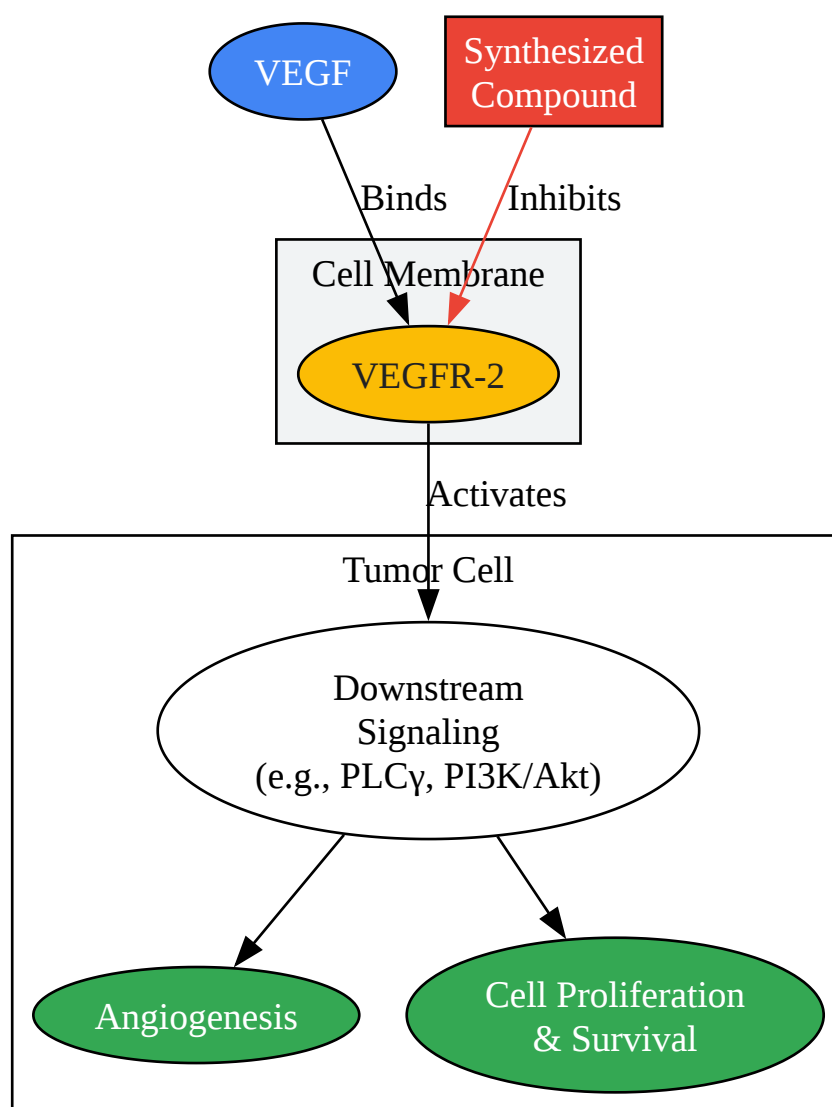 VEGF
Synthesized
Compound
Binds
Inhibits
Cell Membrane
VEGFR-2
Activates
Tumor Cell
Downstream
Signaling
(e.g., PLCγ, PI3K/Akt)
Angiogenesis
Cell Proliferation
& Survival